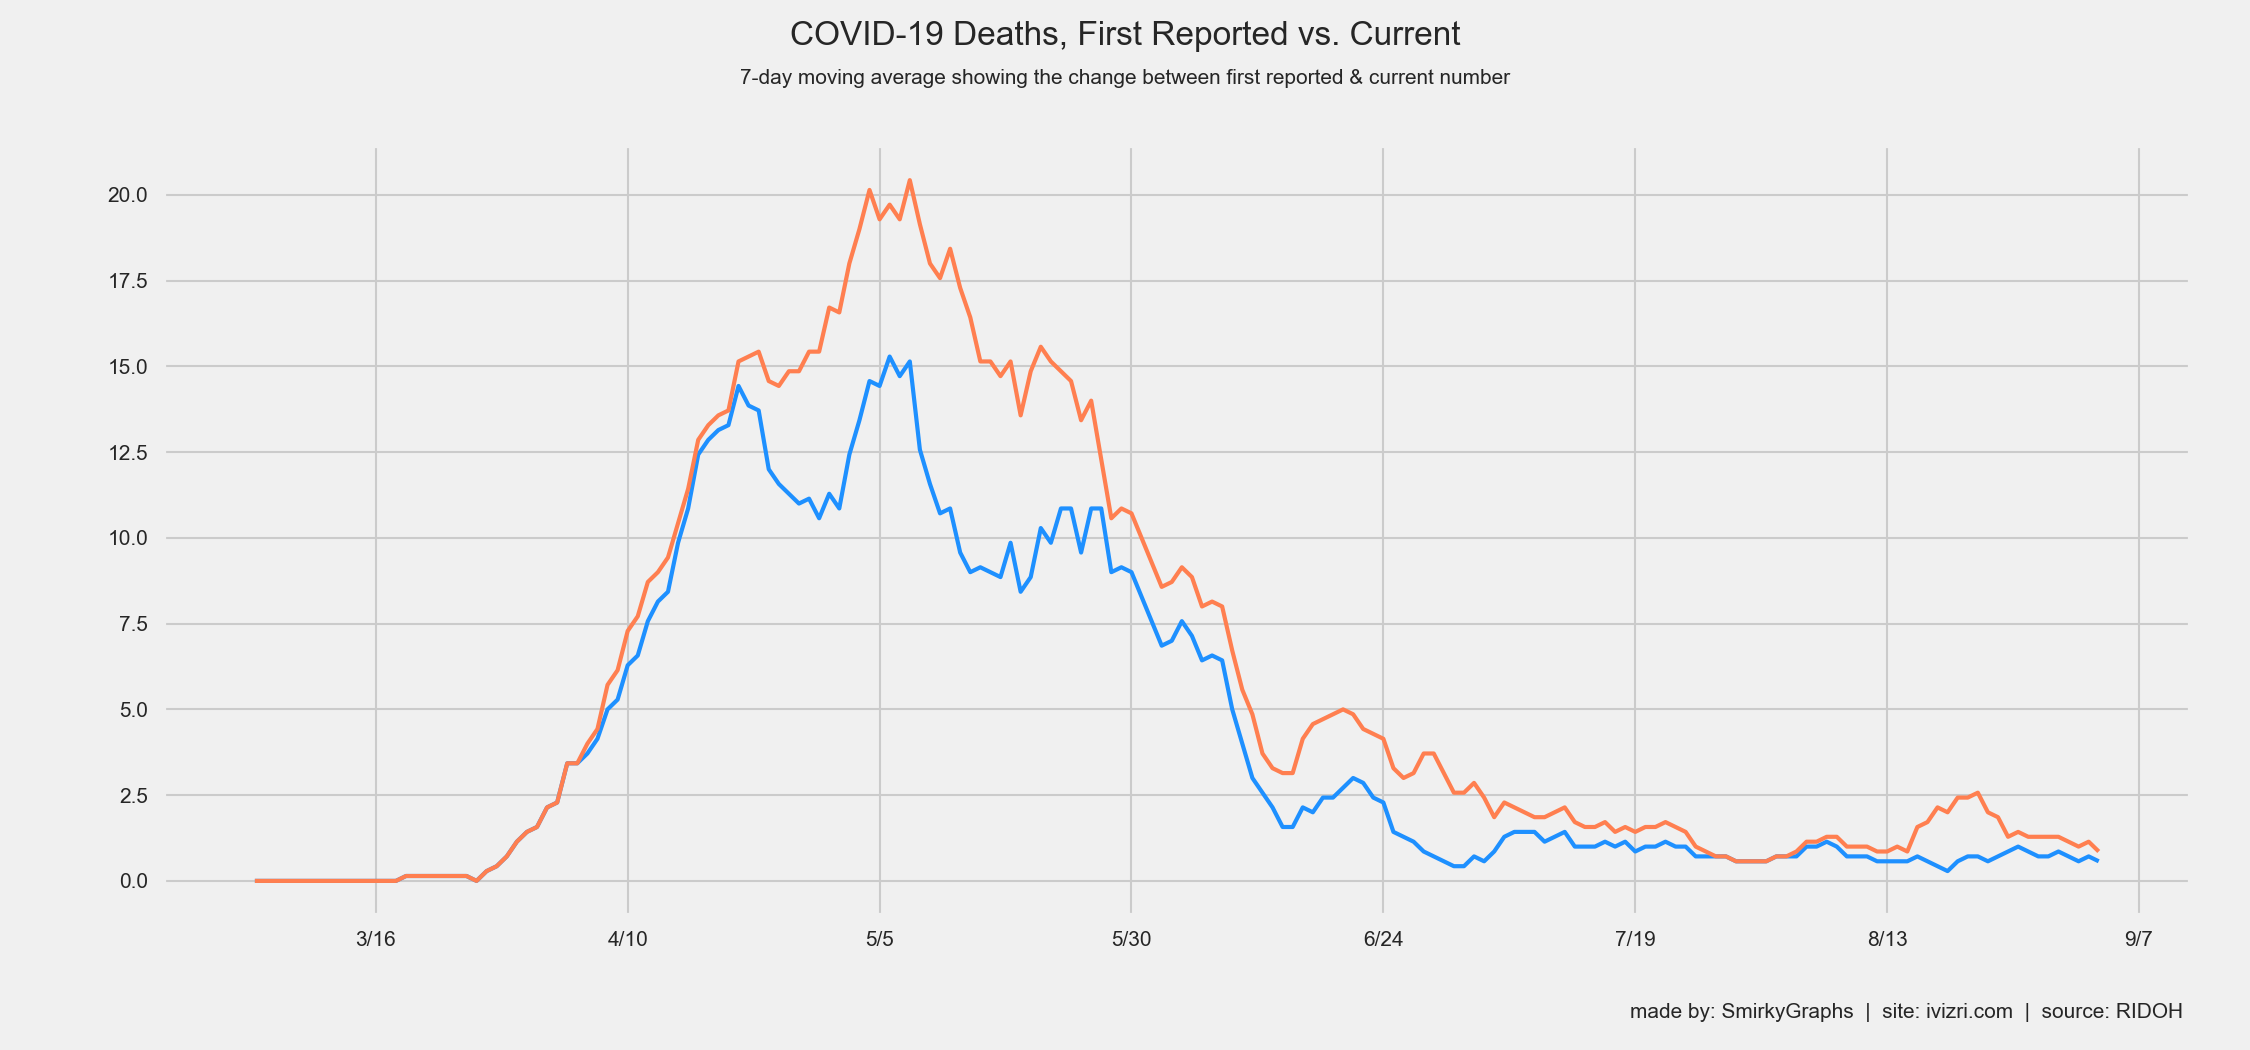 COVID-19 Deaths, First Reported vs. Current
7-day moving average showing the change between first reported & current number
20.0
17.5
15.0
12.5
10.0
7.5
5.0
2.5
0.0
3/16 4/10 5/5 5/30 6/24 7/19 8/13 9/7
made by: SmirkyGraphs | site: ivizri.com | source: RIDOH